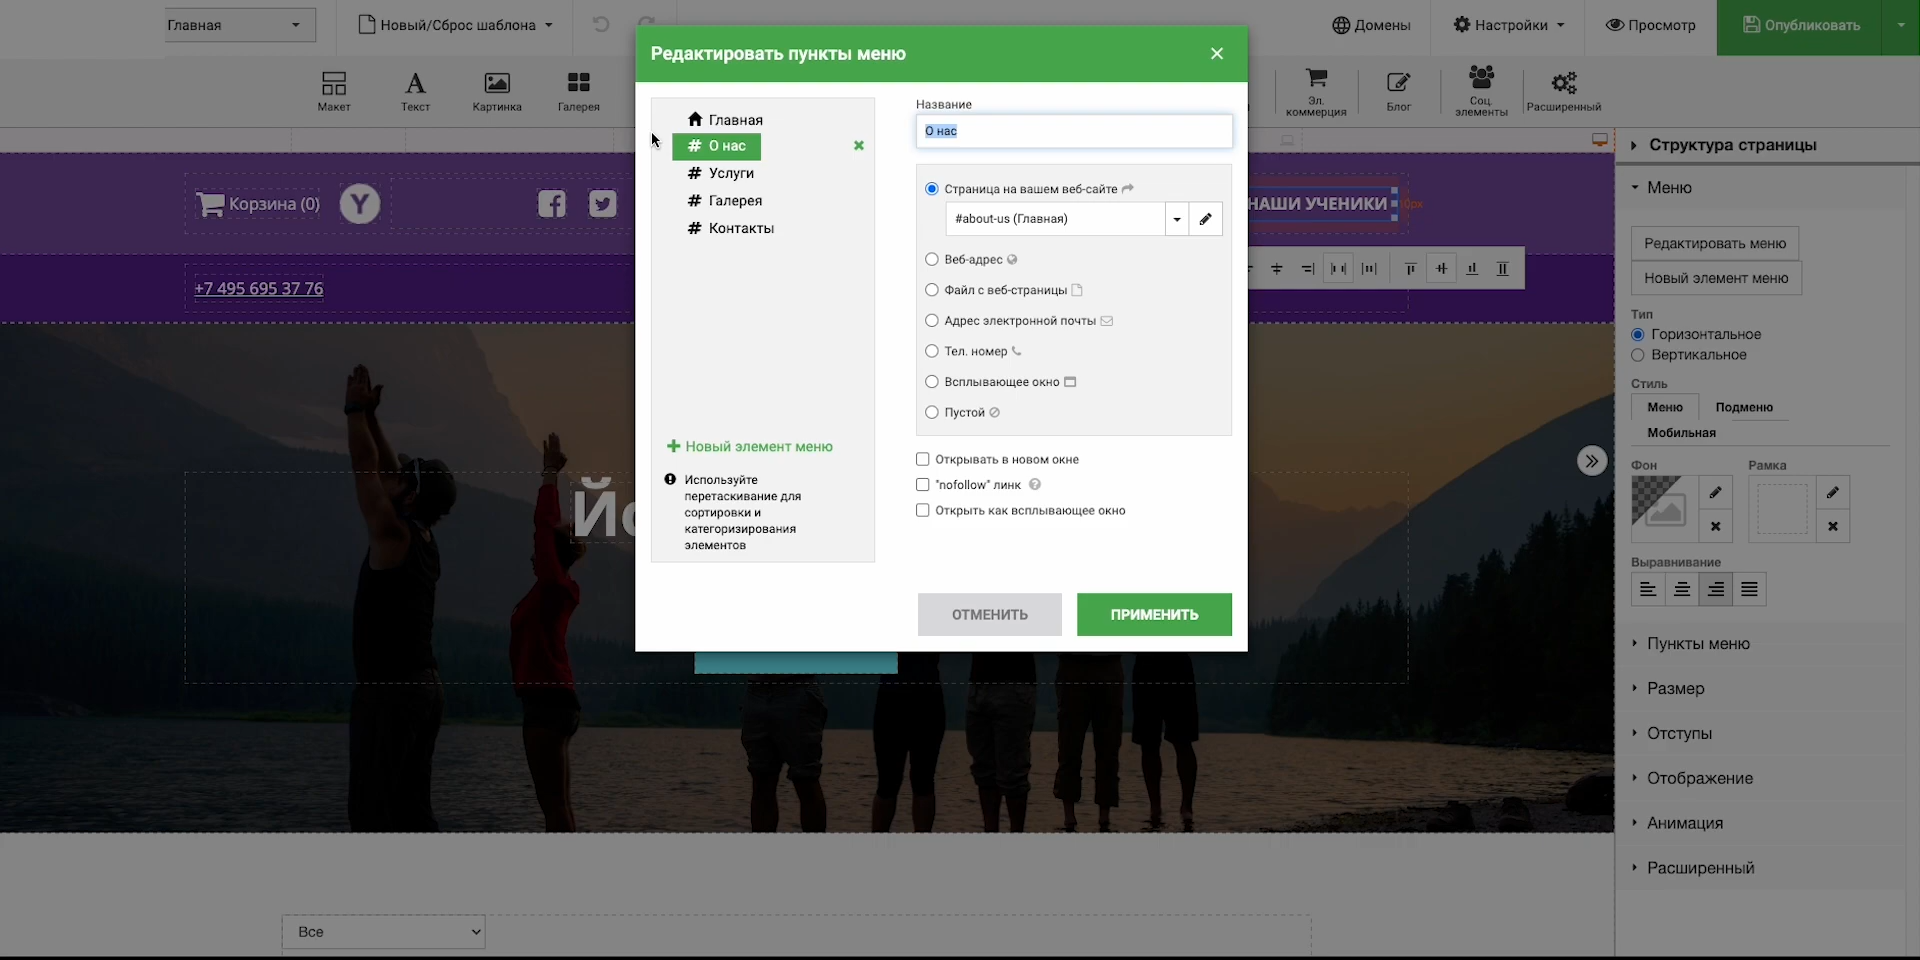 Главная
Новый/Сброс шаблона
Домены
Настройки
Просмотр
Опубликовать
Макет
Текст
Картинка
Галерея
Эл.
коммерция
Блог
Соц.
элементы
Расширенный
Редактировать пункты меню
Главная
# О нас
# Услуги
# Галерея
# Контакты
Новый элемент меню
Используйте
перетаскивание для
сортировки и
категоризирования
элементов
Название
О нас
Страница на вашем веб-сайте
#about-us (Главная)
Веб-адрес
Файл с веб-страницы
Адрес электронной почты
Тел. номер
Всплывающее окно
Пустой
Открывать в новом окне
"nofollow" линк
Открыть как всплывающее окно
ОТМЕНИТЬ
ПРИМЕНИТЬ
Корзина (0)
Y
НАШИ УЧЕНИКИ
10px
+7 495 695 37 76
Все
Структура страницы
Меню
Редактировать меню
Новый элемент меню
Тип
Горизонтальное
Вертикальное
Стиль
Меню
Подменю
Мобильная
Фон
Рамка
Выравнивание
Пункты меню
Размер
Отступы
Отображение
Анимация
Расширенный